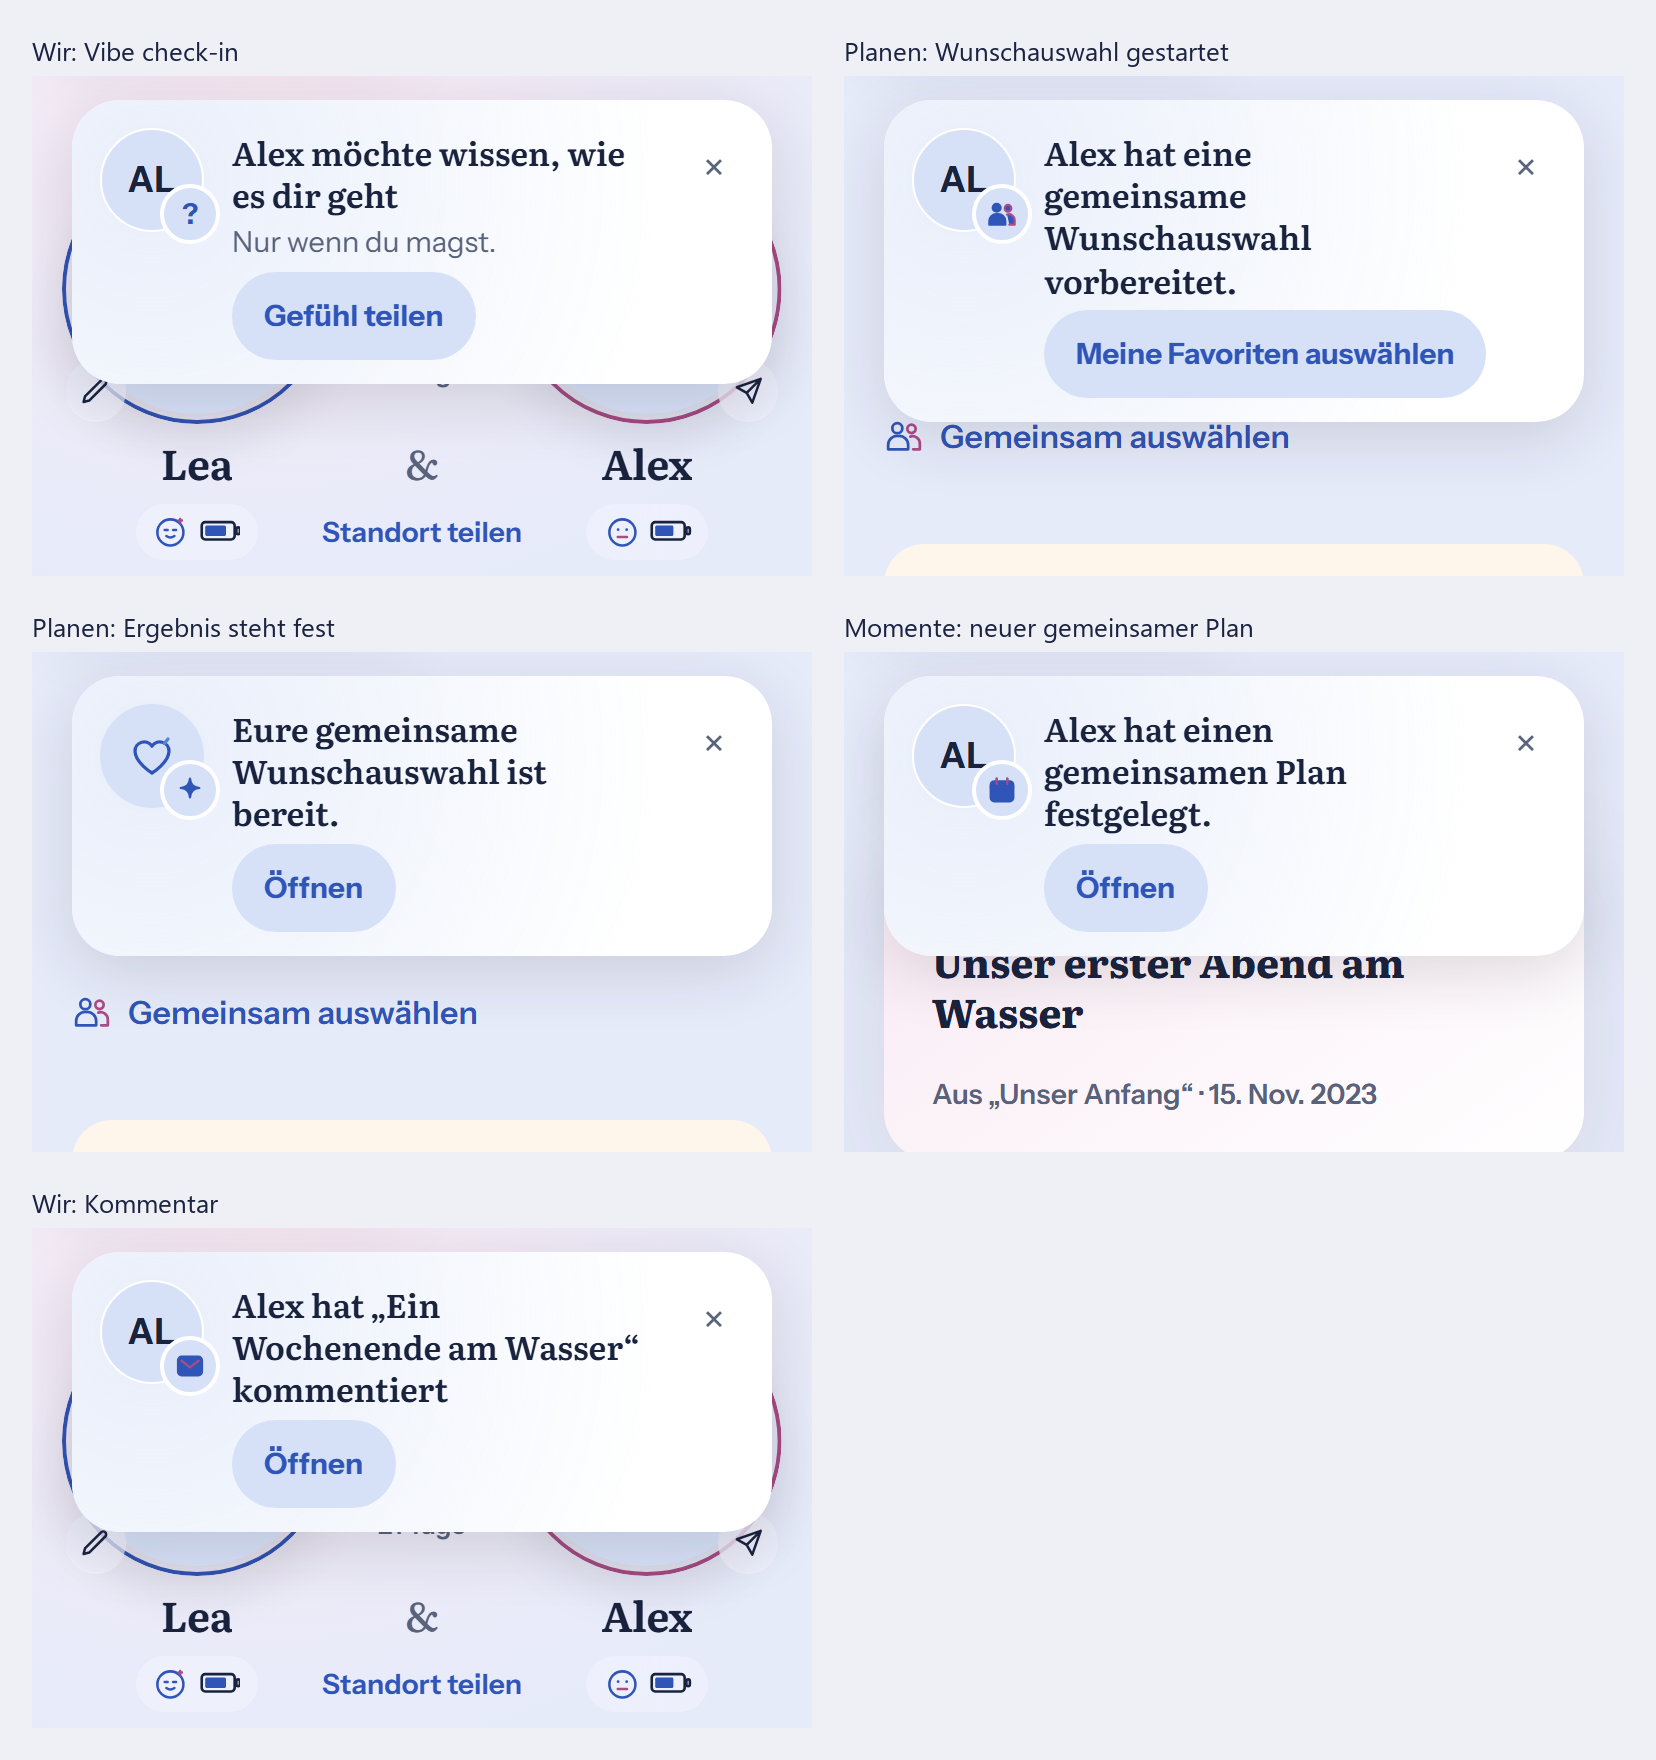 Wir: Vibe check-in
AL
?
Alex möchte wissen, wie
es dir geht
Nur wenn du magst.
Gefühl teilen
Lea
&
Alex
Standort teilen
Planen: Wunschauswahl gestartet
AL
Alex hat eine
gemeinsame
Wunschauswahl
vorbereitet.
Meine Favoriten auswählen
Gemeinsam auswählen
Planen: Ergebnis steht fest
Eure gemeinsame
Wunschauswahl ist
bereit.
Öffnen
Gemeinsam auswählen
Momente: neuer gemeinsamer Plan
AL
Alex hat einen
gemeinsamen Plan
festgelegt.
Öffnen
Unser erster Abend am
Wasser
Aus „Unser Anfang“ · 15. Nov. 2023
Wir: Kommentar
AL
Alex hat „Ein
Wochenende am Wasser“
kommentiert
Öffnen
Lea
&
Alex
Standort teilen